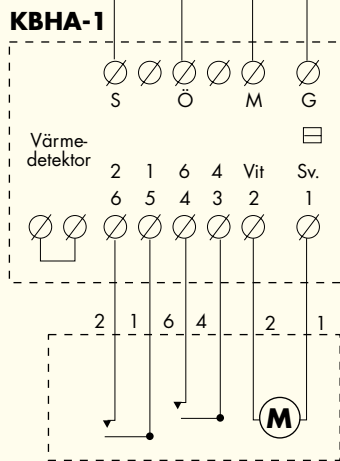 KBHA-1
S Ö M G
Värme-
detektor
2 1 6 4 Vit Sv.
6 5 4 3 2 1
2 1 6 4 2 1
M